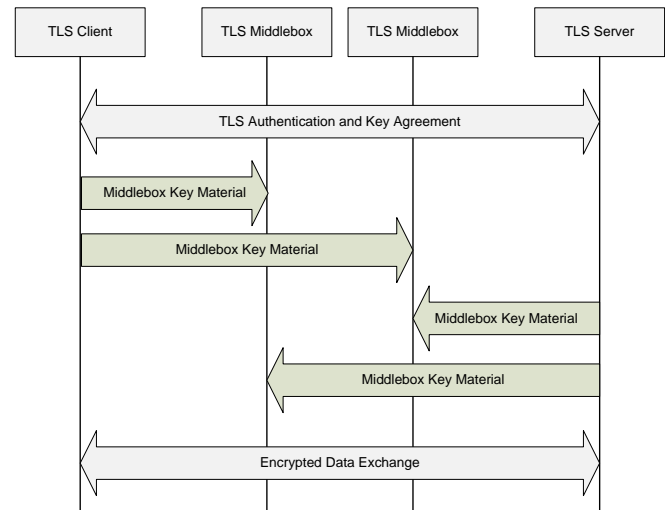 TLS Client
TLS Middlebox
TLS Middlebox
TLS Server
TLS Authentication and Key Agreement
Middlebox Key Material
Middlebox Key Material
Middlebox Key Material
Middlebox Key Material
Encrypted Data Exchange